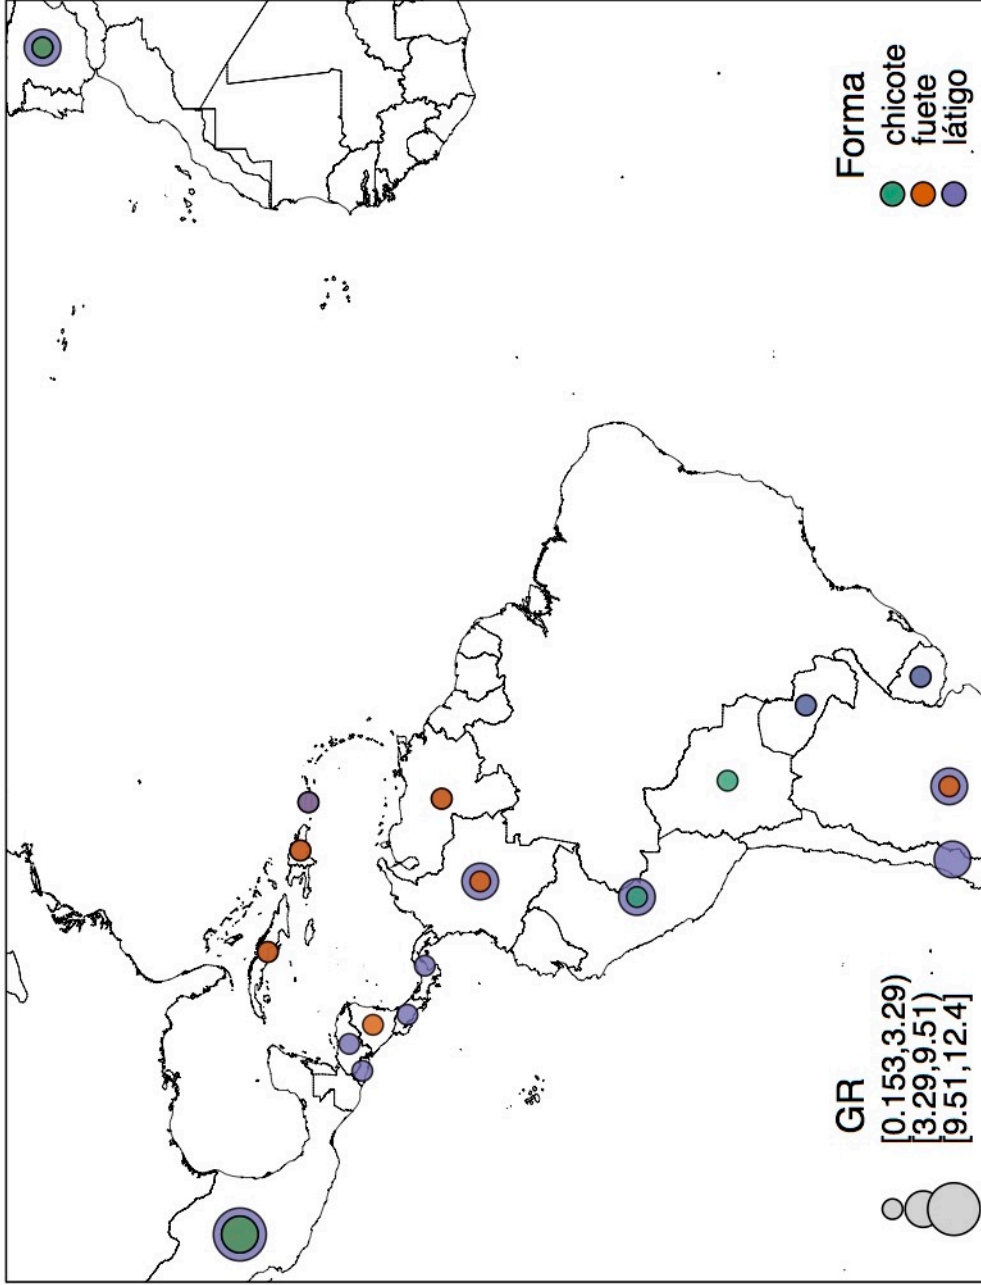 GR
[0.153,3.29)
[3.29,9.51)
[9.51,12.4]
Forma
chicote
fuete
látigo